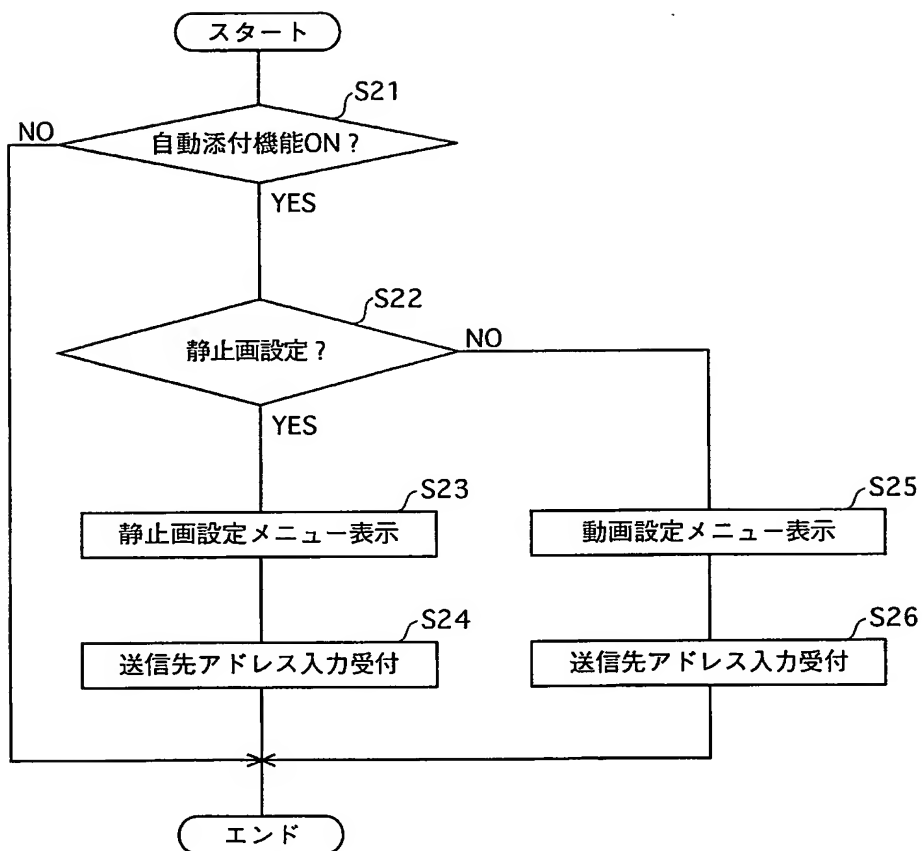 スタート
S21
NO
自動添付機能ON？
YES
S22
静止画設定？
NO
YES
S23
静止画設定メニュー表示
S25
動画設定メニュー表示
S24
送信先アドレス入力受付
S26
送信先アドレス入力受付
エンド